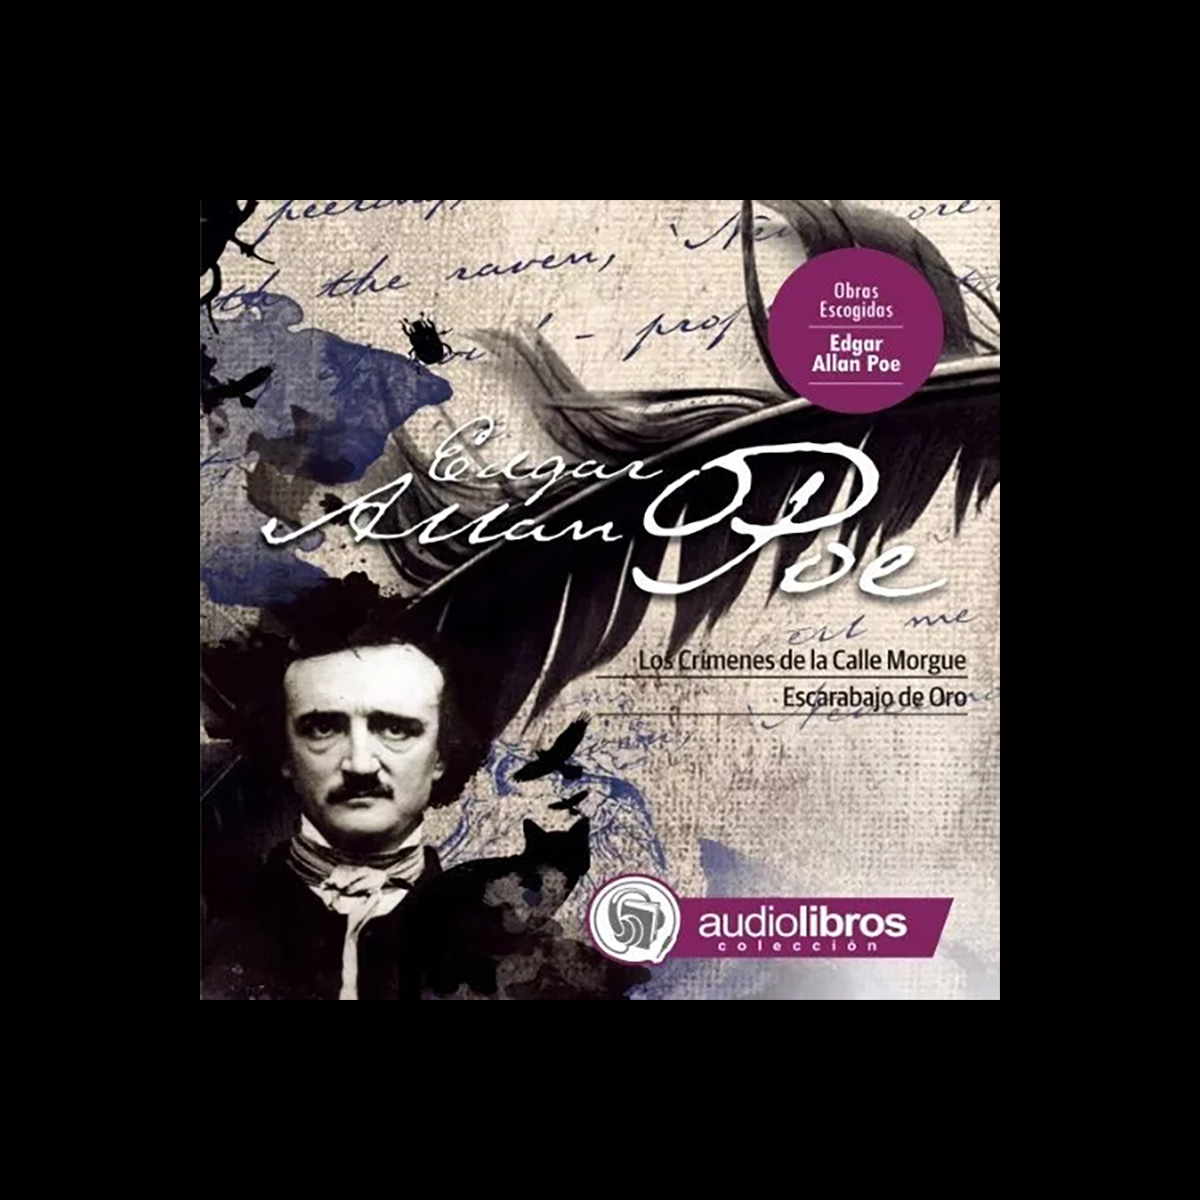 the raven,
Obras
Escogidas
Edgar
Allan Poe
Edgar
Allan Poe
me
Los Crímenes de la Calle Morgue
Escarabajo de Oro
audiolibros
colección